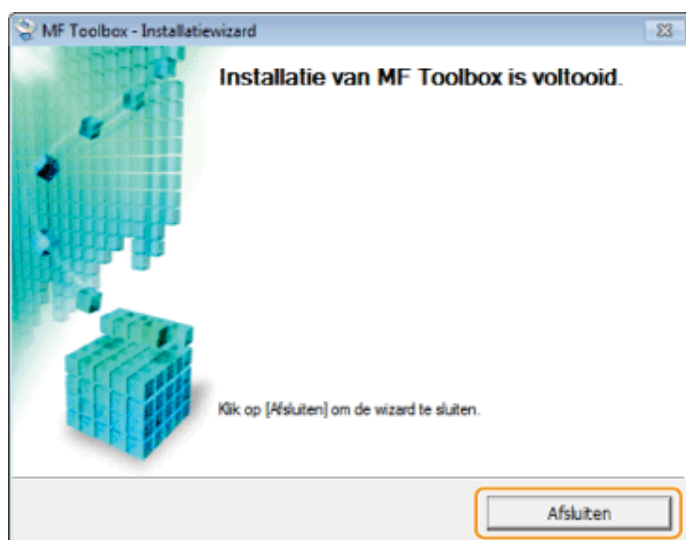 MF Toolbox - Installatiewizard
Installatie van MF Toolbox is voltooid.
Klik op [Afsluiten] om de wizard te sluiten.
Afsluiten